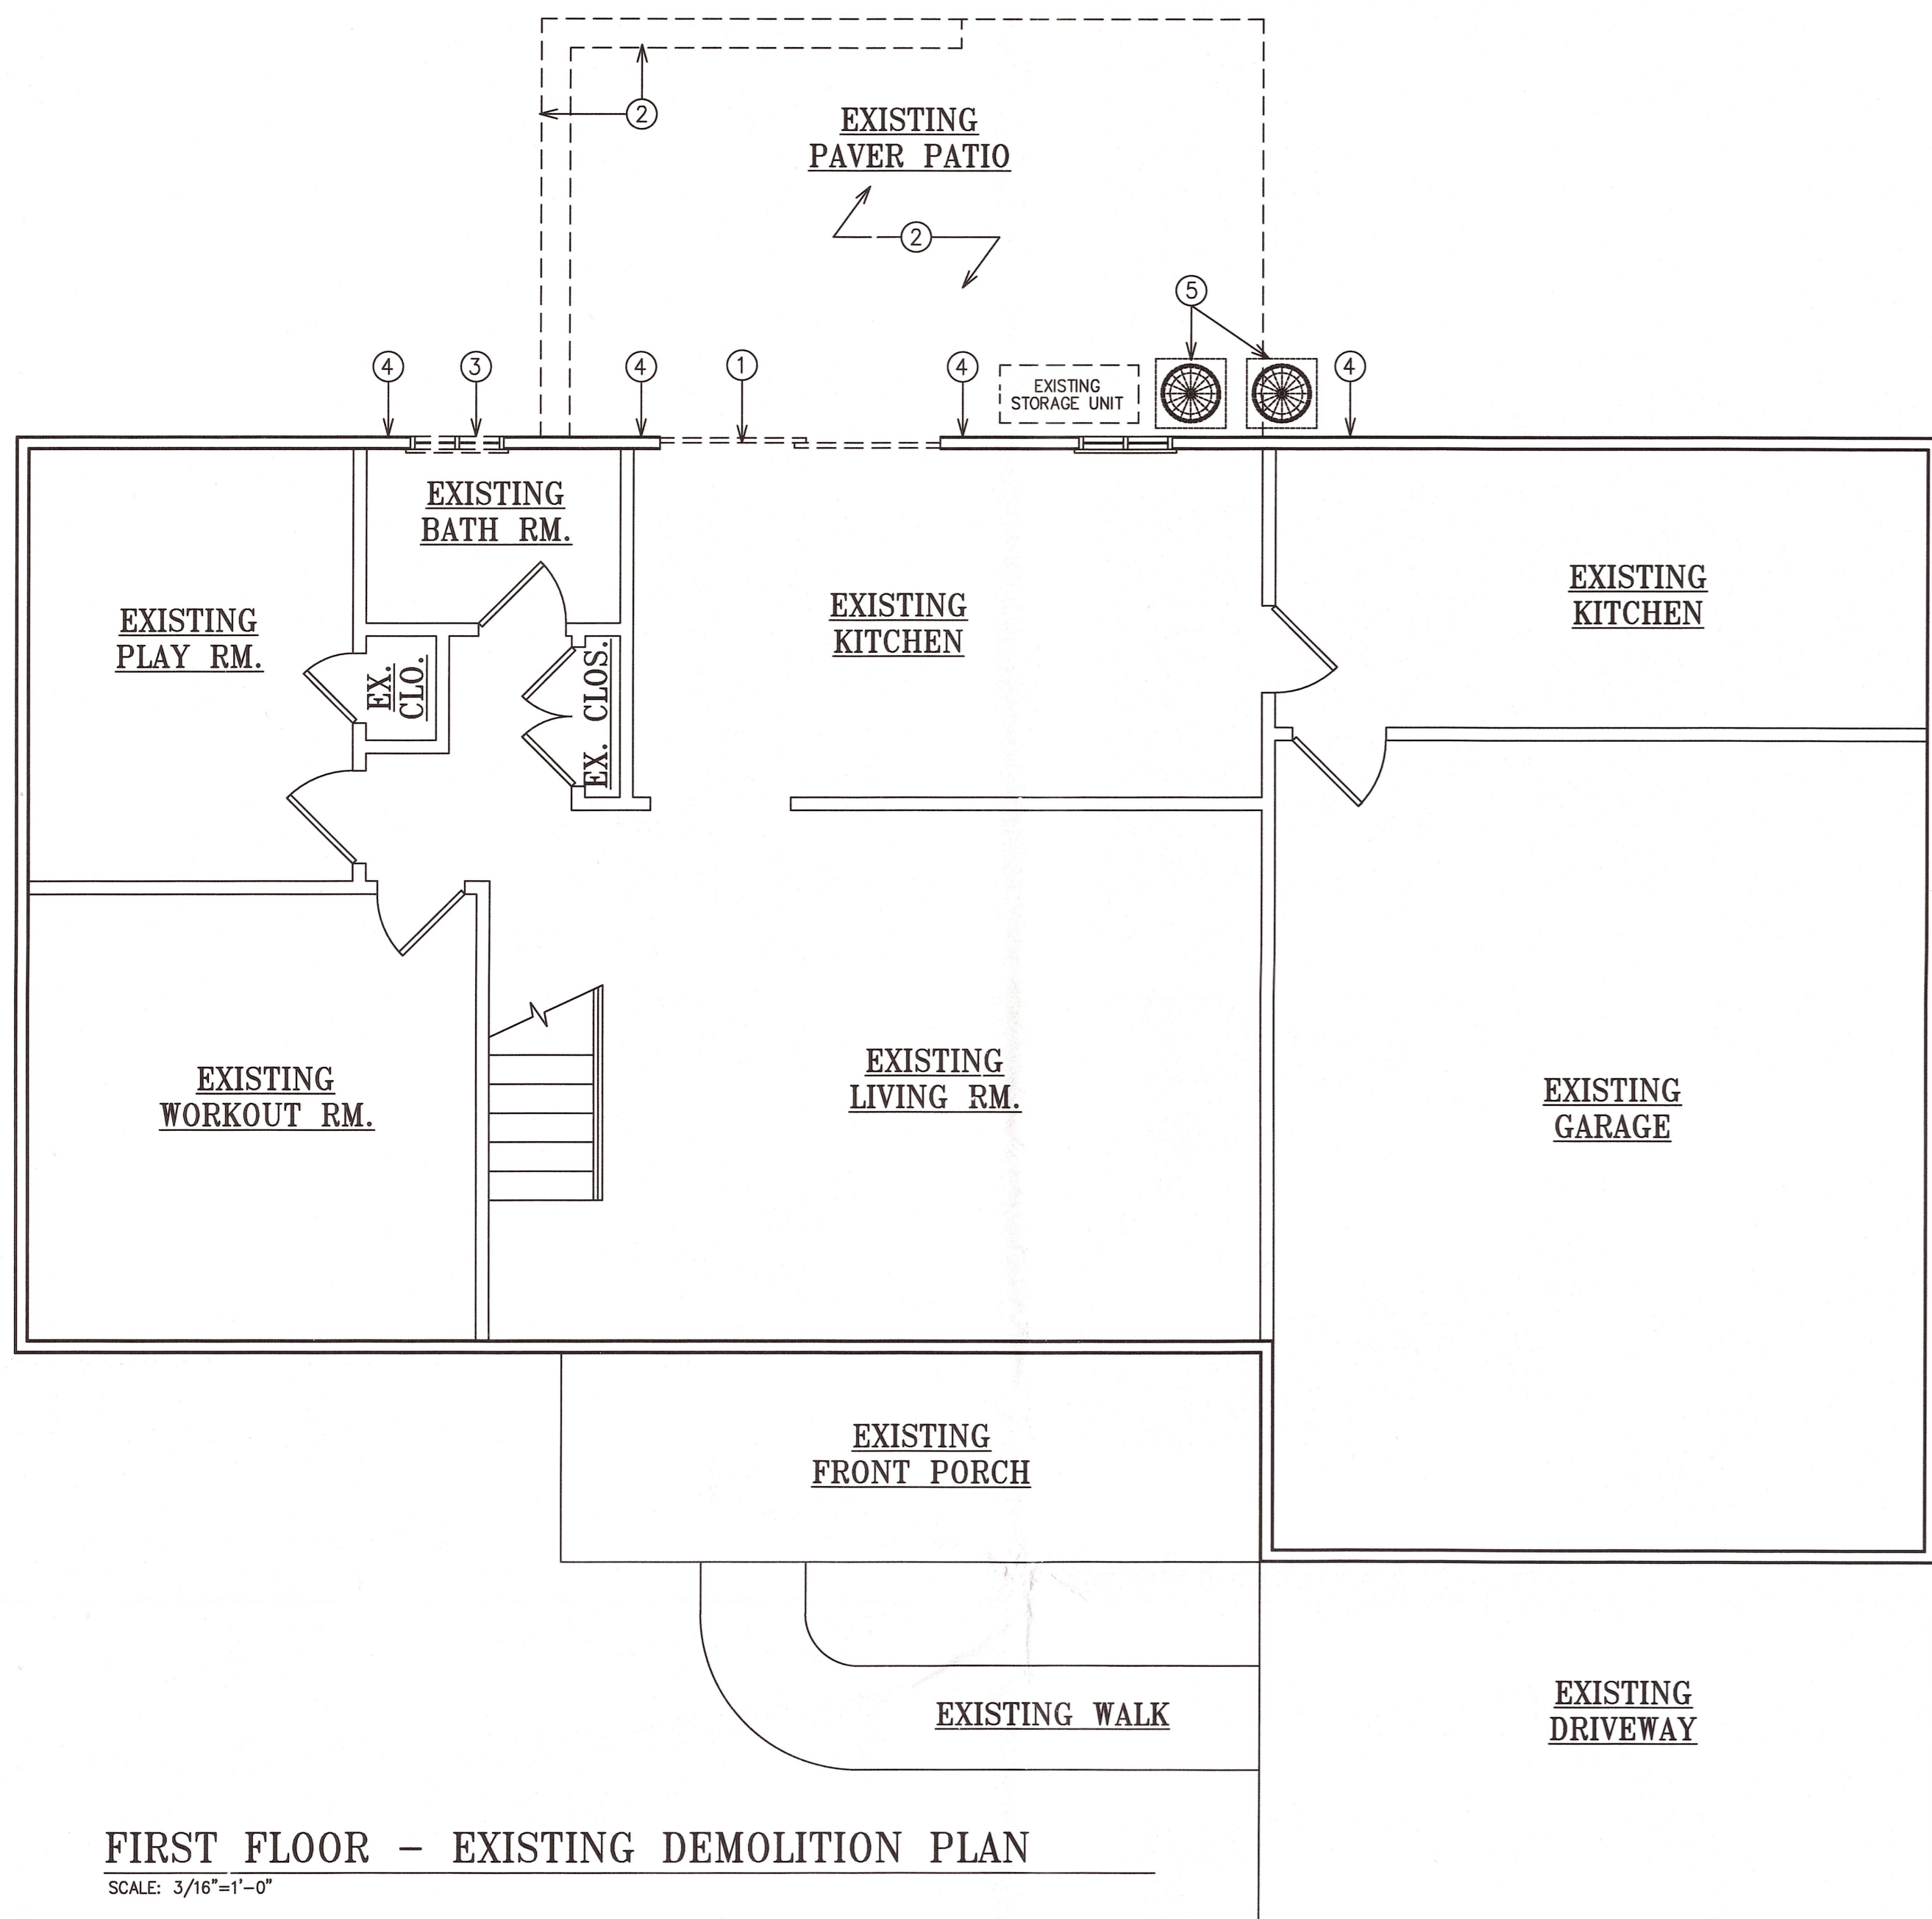 2
EXISTING
PAVER PATIO
2
5
4
3
4
1
4
EXISTING
STORAGE UNIT
4
EXISTING
BATH RM.
EXISTING
PLAY RM.
EX.
CLO.
EX. CLOS.
EXISTING
KITCHEN
EXISTING
KITCHEN
EXISTING
WORKOUT RM.
EXISTING
LIVING RM.
EXISTING
GARAGE
EXISTING
FRONT PORCH
EXISTING WALK
EXISTING
DRIVEWAY
FIRST FLOOR – EXISTING DEMOLITION PLAN
SCALE: 3/16"=1'–0"